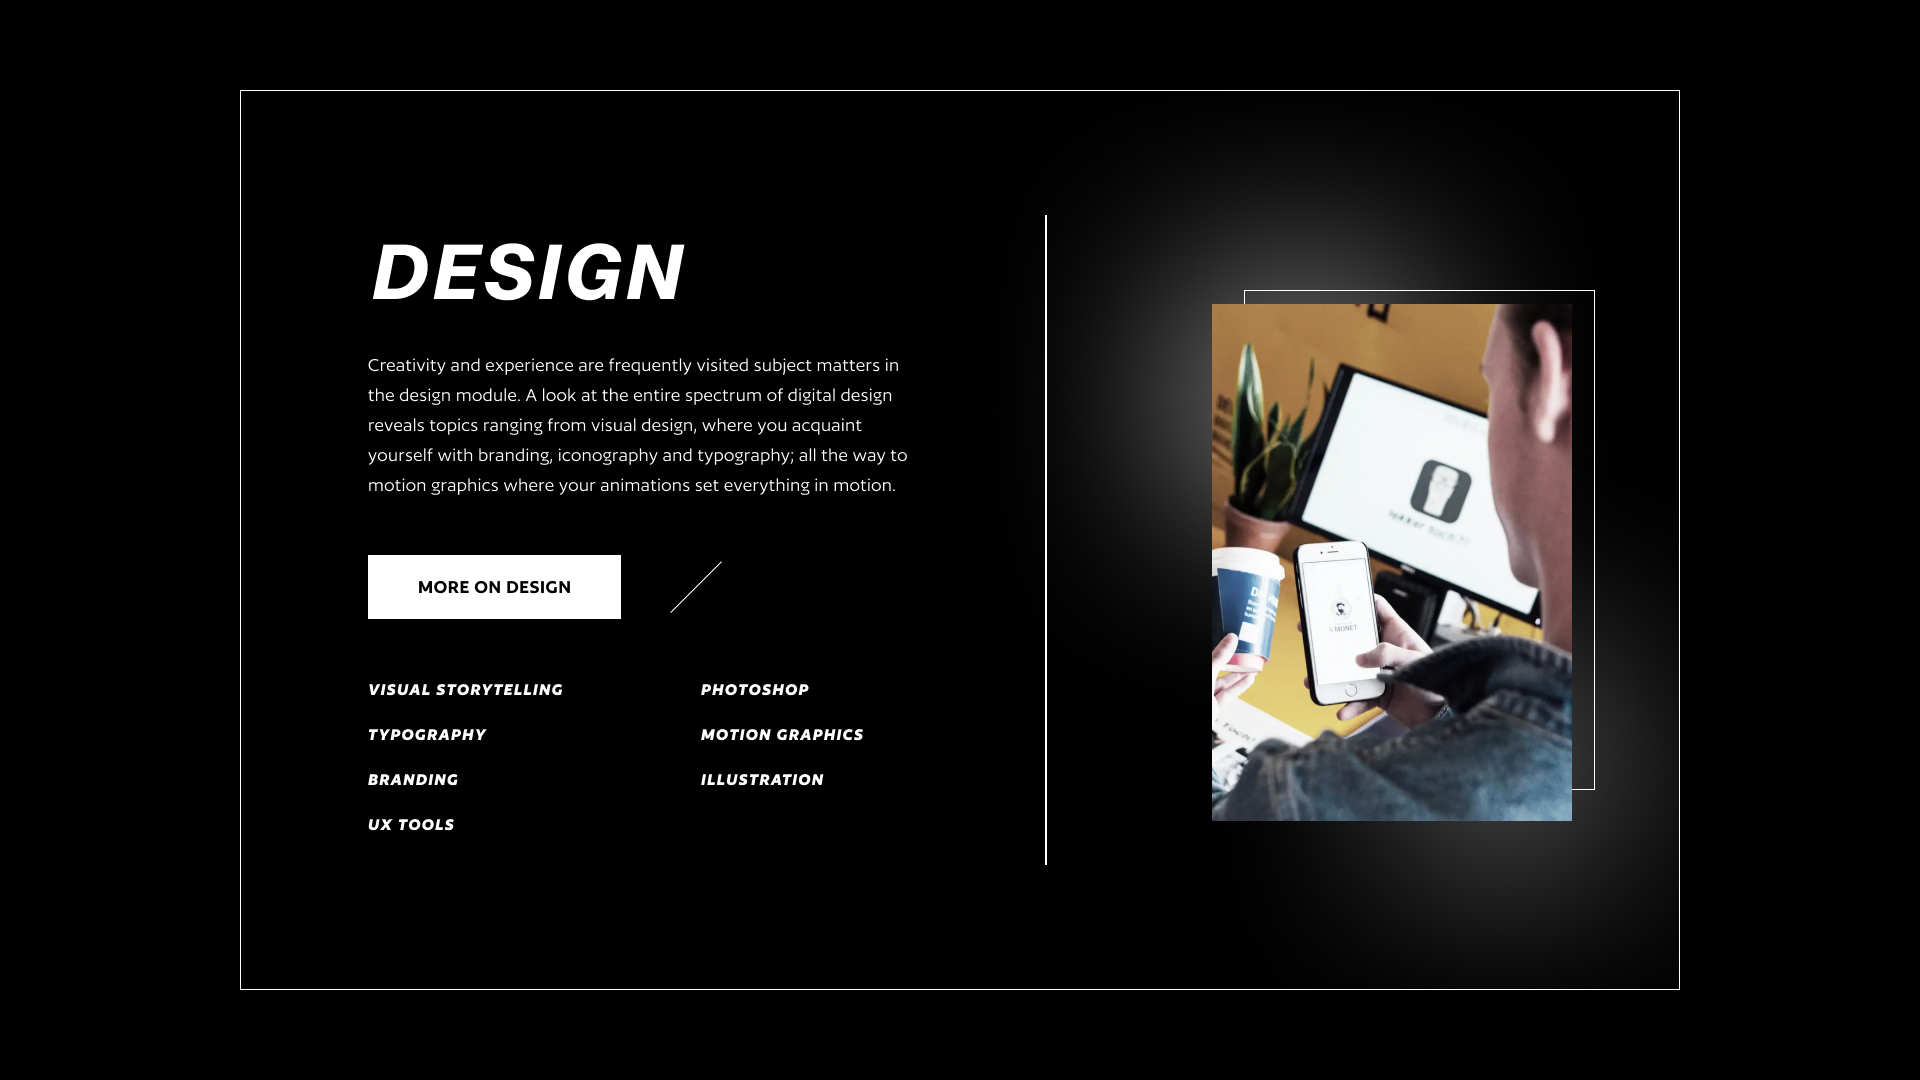 DESIGN
Creativity and experience are frequently visited subject matters in
the design module. A look at the entire spectrum of digital design
reveals topics ranging from visual design, where you acquaint
yourself with branding, iconography and typography; all the way to
motion graphics where your animations set everything in motion.
MORE ON DESIGN
VISUAL STORYTELLING
PHOTOSHOP
TYPOGRAPHY
MOTION GRAPHICS
BRANDING
ILLUSTRATION
UX TOOLS